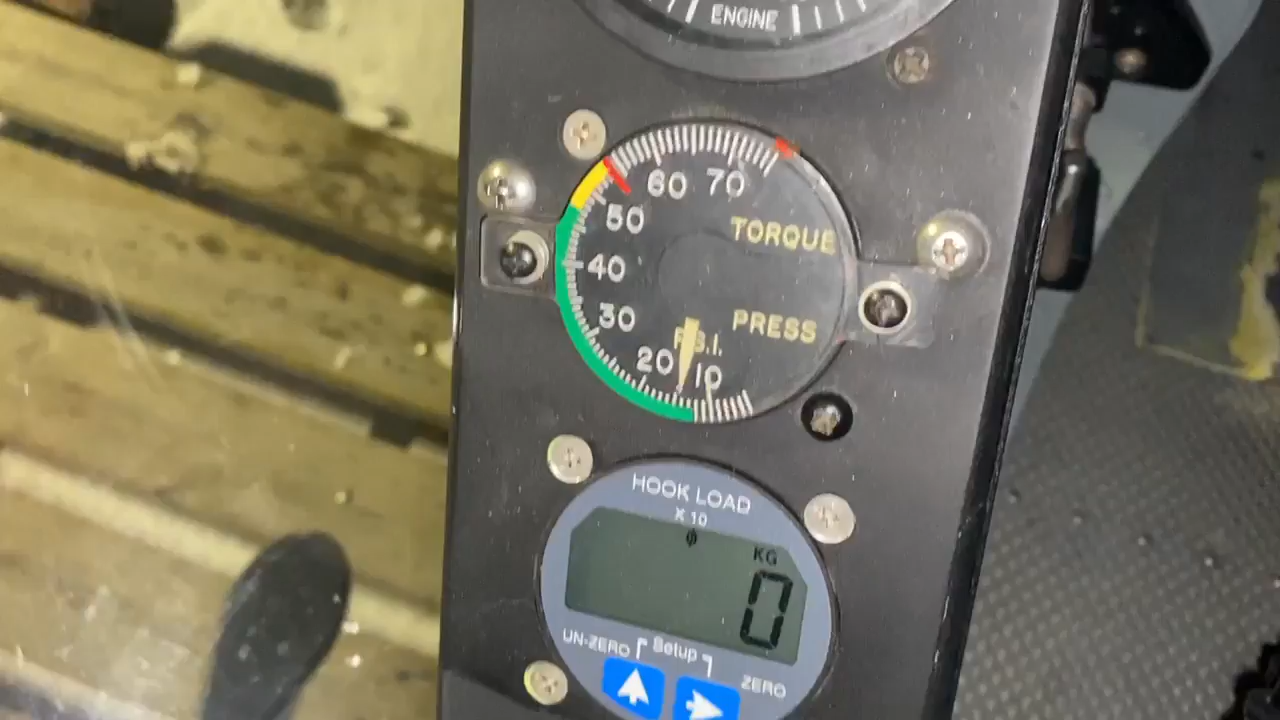 ENGINE
60 70
50
TORQUE
40
30
PRESS
P.S.I.
20
10
HOOK LOAD
X 10
KG
0
UN-ZERO
Setup
ZERO